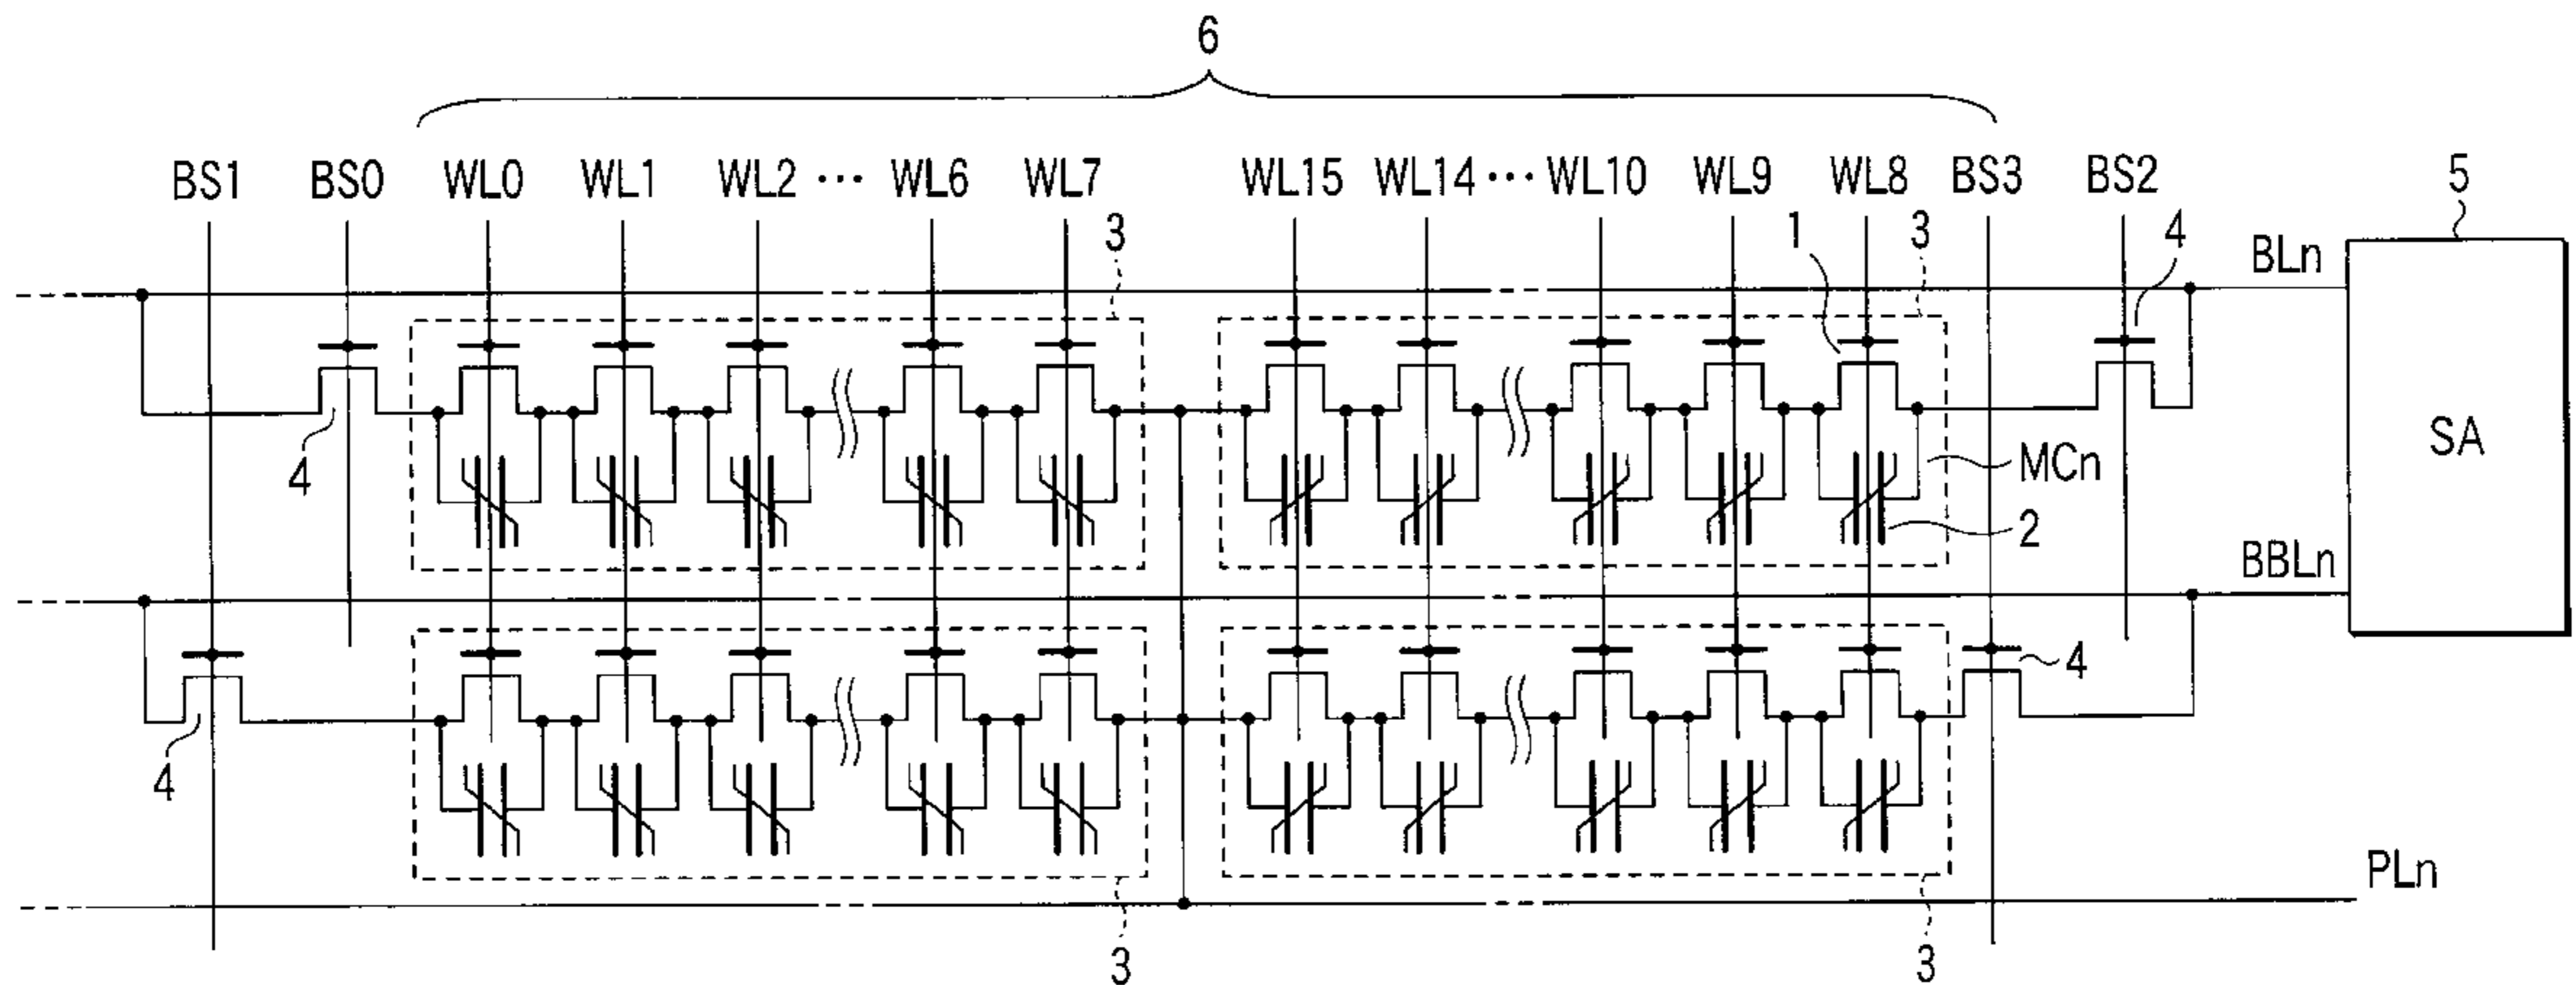 6
BS1 BS0 WL0 WL1 WL2 ··· WL6 WL7 WL15 WL14 ··· WL10 WL9 WL8 BS3 BS2
5
3 1 3 4
BLn
4 MCn SA
2
BBLn
4 4
PLn
3 3